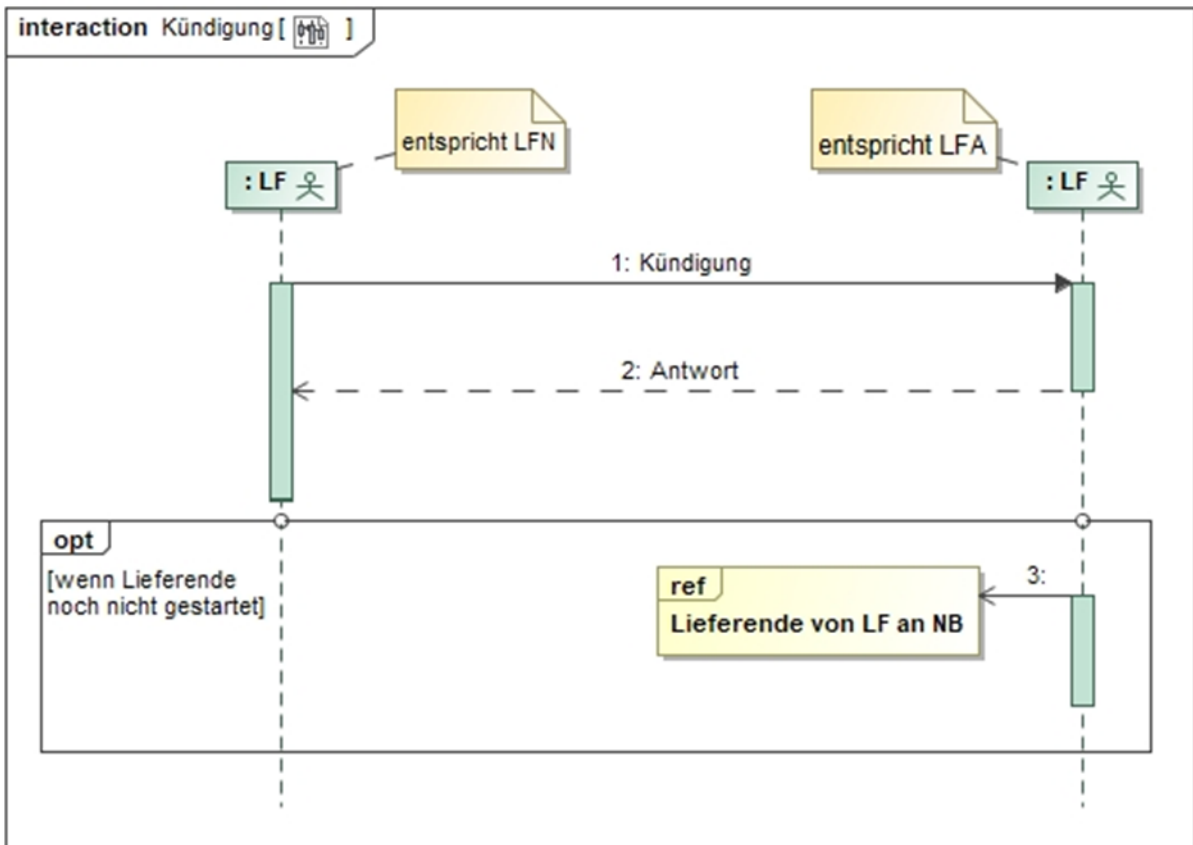 interaction Kündigung [ ]
entspricht LFN
entspricht LFA
: LF
: LF
1: Kündigung
2: Antwort
opt
[wenn Lieferende
noch nicht gestartet]
3:
ref
Lieferende von LF an NB